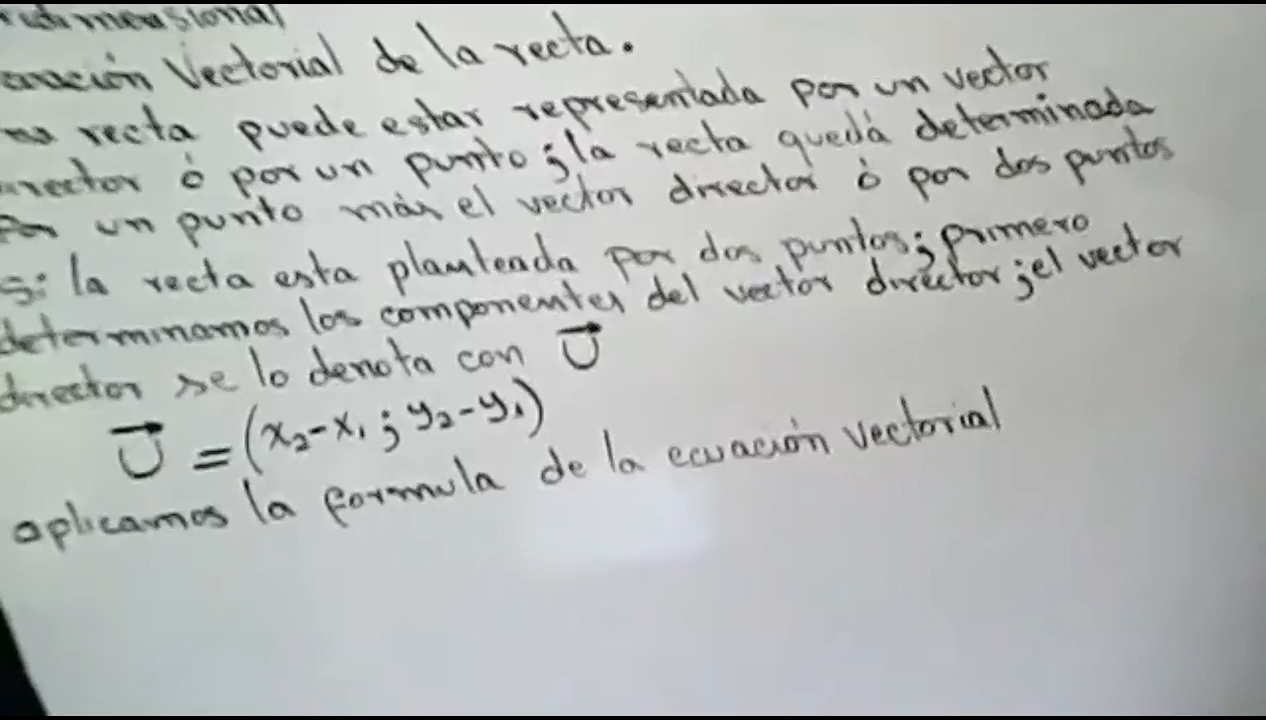 Vectorial de la recta.
recta puede estar representada por un vector
ó por un punto; la recta quedá determinada
por un punto más el vector director ó por dos puntos
Si la recta esta planteada por dos puntos; primero
determinamos los componentes del vector director; el vector
director se lo denota con U⃗
U⃗ = (x₂-x₁ ; y₂-y₁)
aplicamos la formula de la ecuación vectorial